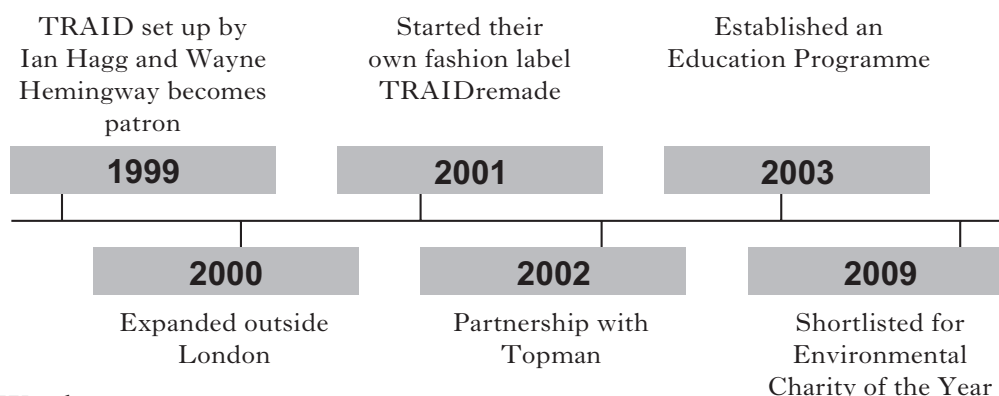 TRAID set up by
Ian Hagg and Wayne
Hemingway becomes
patron
1999
Started their
own fashion label
TRAIDremade
2001
Established an
Education Programme
2003
2000
Expanded outside
London
2002
Partnership with
Topman
2009
Shortlisted for
Environmental
Charity of the Year